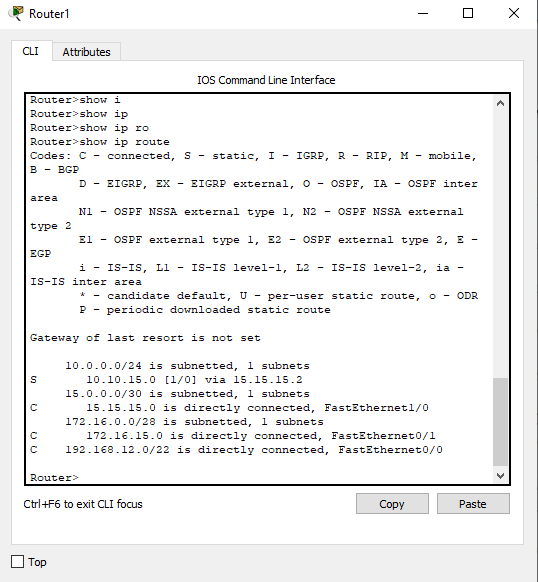 Router1
CLI
Attributes
IOS Command Line Interface
Router>show i
Router>show ip
Router>show ip ro
Router>show ip route
Codes: C - connected, S - static, I - IGRP, R - RIP, M - mobile,
B - BGP
       D - EIGRP, EX - EIGRP external, O - OSPF, IA - OSPF inter
area
       N1 - OSPF NSSA external type 1, N2 - OSPF NSSA external
type 2
       E1 - OSPF external type 1, E2 - OSPF external type 2, E -
EGP
       i - IS-IS, L1 - IS-IS level-1, L2 - IS-IS level-2, ia -
IS-IS inter area
       * - candidate default, U - per-user static route, o - ODR
       P - periodic downloaded static route
Gateway of last resort is not set
     10.0.0.0/24 is subnetted, 1 subnets
S       10.10.15.0 [1/0] via 15.15.15.2
     15.0.0.0/30 is subnetted, 1 subnets
C       15.15.15.0 is directly connected, FastEthernet1/0
     172.16.0.0/28 is subnetted, 1 subnets
C       172.16.15.0 is directly connected, FastEthernet0/1
C    192.168.12.0/22 is directly connected, FastEthernet0/0
Router>
Ctrl+F6 to exit CLI focus
Copy
Paste
Top